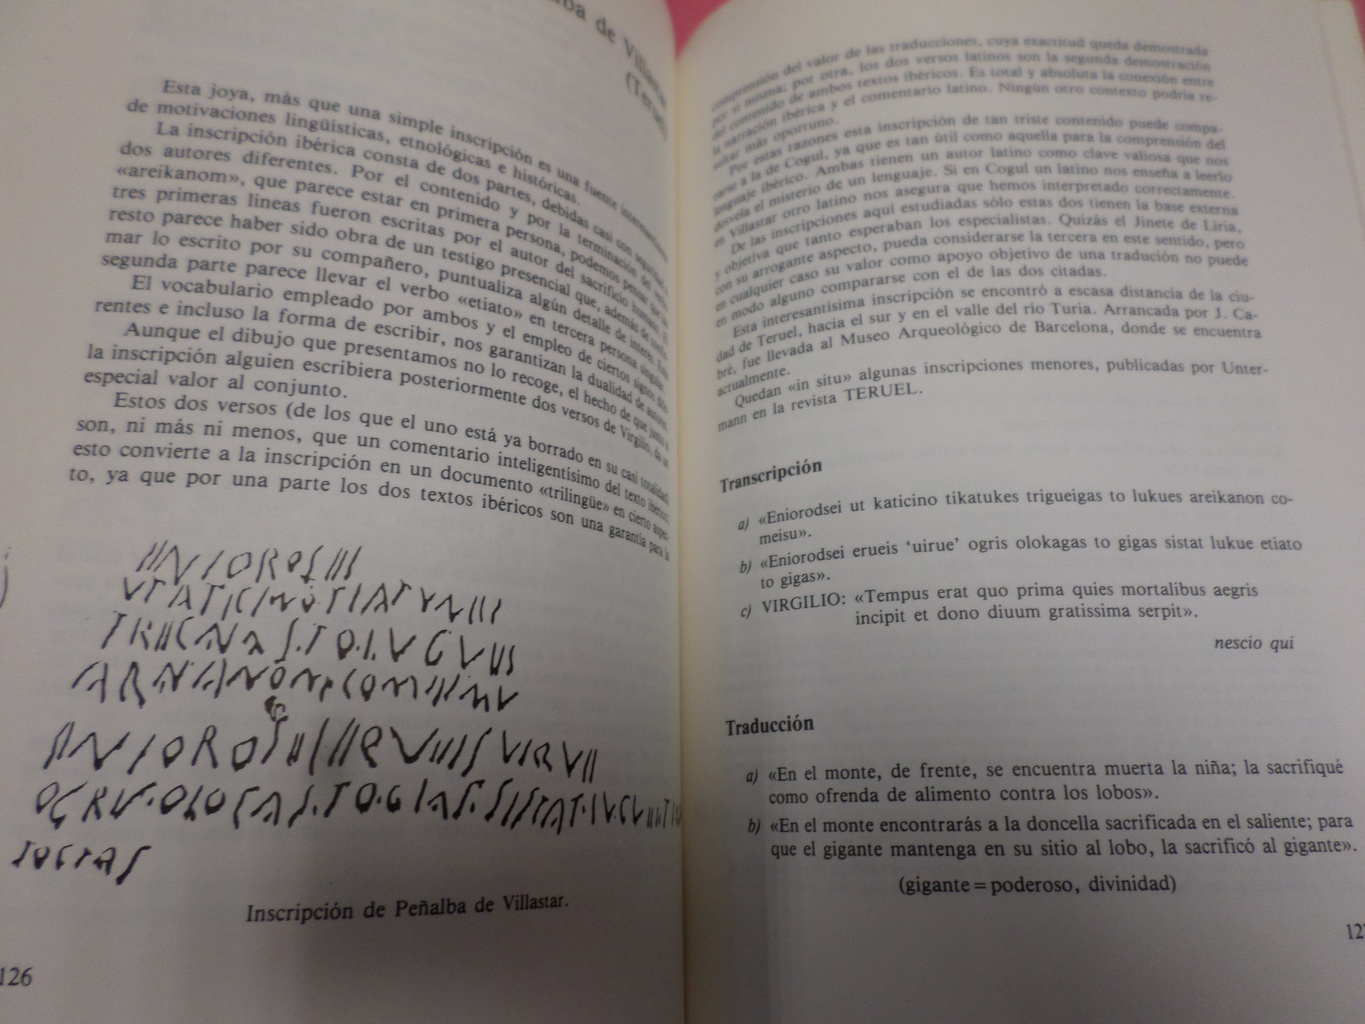 de Villastar
(Teruel)
Esta joya, más que una simple inscripción es una fuente
de motivaciones lingüísticas, etnológicas e históricas.
La inscripción ibérica consta de dos partes, debidas casi con
dos autores diferentes. Por el contenido y por la terminación del
«areikanom», que parece estar en primera persona, podemos pensar que las
tres primeras líneas fueron escritas por el autor del sacrificio humano. El
resto parece haber sido obra de un testigo presencial que, además de
mar lo escrito por su compañero, puntualiza algún detalle de interés. Esta
segunda parte parece llevar el verbo «etiato» en tercera persona singular.
El vocabulario empleado por ambos y el empleo de ciertos signos
rentes e incluso la forma de escribir, nos garantizan la dualidad de autores.
Aunque el dibujo que presentamos no lo recoge, el hecho de que junto a
la inscripción alguien escribiera posteriormente dos versos de Virgilio, da un
especial valor al conjunto.
Estos dos versos (de los que el uno está ya borrado en su casi totalidad)
son, ni más ni menos, que un comentario inteligentísimo del texto ibérico;
esto convierte a la inscripción en un documento «trilingüe» en cierto aspec-
to, ya que por una parte los dos textos ibéricos son una garantía para la
Inscripción de Peñalba de Villastar.
126
comprensión del valor de las traducciones, cuya exactitud queda demostrada
por sí misma; por otra, los dos versos latinos son la segunda demostración
del contenido de ambos textos ibéricos. Es total y absoluta la conexión entre
la narración ibérica y el comentario latino. Ningún otro contexto podría re-
sultar más oportuno.
Por estas razones esta inscripción de tan triste contenido puede compa-
rarse a la de Cogul, ya que es tan útil como aquella para la comprensión del
lenguaje ibérico. Ambas tienen un autor latino como clave valiosa que nos
desvela el misterio de un lenguaje. Si en Cogul un latino nos enseña a leerlo
en Villastar otro latino nos asegura que hemos interpretado correctamente.
De las inscripciones aquí estudiadas sólo estas dos tienen la base externa
y objetiva que tanto esperaban los especialistas. Quizás el Jinete de Liria,
con su arrogante aspecto, pueda considerarse la tercera en este sentido, pero
en cualquier caso su valor como apoyo objetivo de una tradución no puede
en modo alguno compararse con el de las dos citadas.
Esta interesantísima inscripción se encontró a escasa distancia de la ciu-
dad de Teruel, hacia el sur y en el valle del río Turia. Arrancada por J. Ca-
bré, fue llevada al Museo Arqueológico de Barcelona, donde se encuentra
actualmente.
Quedan «in situ» algunas inscripciones menores, publicadas por Unter-
mann en la revista TERUEL.
Transcripción
a) «Eniorodsei ut katicino tikatukes trigueigas to lukues areikanon co-
meisu».
b) «Eniorodsei erueis 'uirue' ogris olokagas to gigas sistat lukue etiato
to gigas».
c) VIRGILIO: «Tempus erat quo prima quies mortalibus aegris
incipit et dono diuum gratissima serpit».
nescio qui
Traducción
a) «En el monte, de frente, se encuentra muerta la niña; la sacrifiqué
como ofrenda de alimento contra los lobos».
b) «En el monte encontrarás a la doncella sacrificada en el saliente; para
que el gigante mantenga en su sitio al lobo, la sacrificó al gigante».
(gigante = poderoso, divinidad)